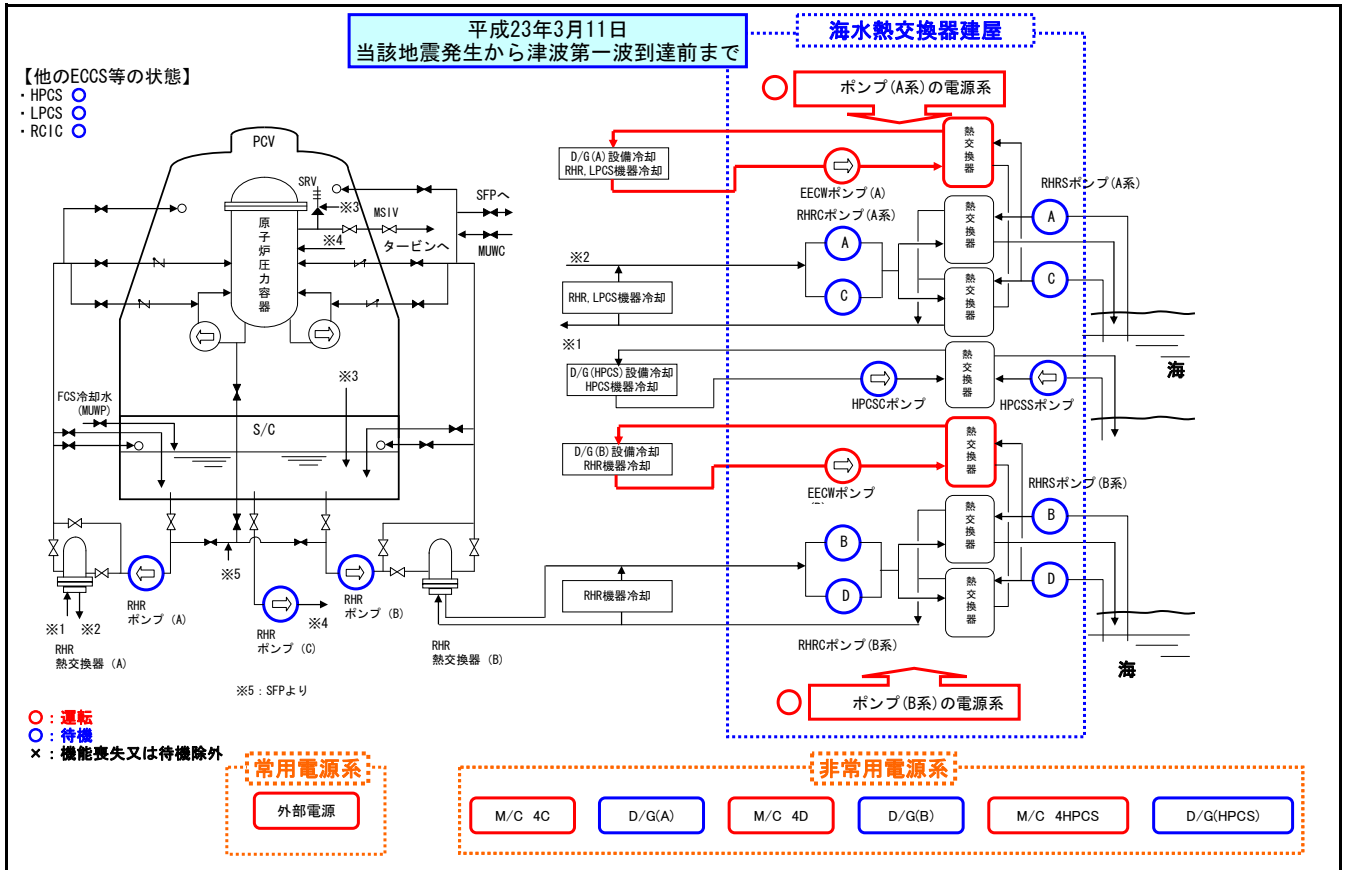 平成23年3月11日
当該地震発生から津波第一波到達前まで
海水熱交換器建屋
【他のECCS等の状態】
・HPCS ○
・LPCS ○
・RCIC ○
○ ポンプ(A系)の電源系
PCV
SRV
※3
MSIV
※4
タービンへ
SFPへ
MUWC
原子炉圧力容器
D/G(A)設備冷却
RHR,LPCS機器冷却
EECWポンプ(A)
熱交換器
RHRSポンプ(A系)
RHRCポンプ(A系)
熱交換器
A
A
※2
RHR,LPCS機器冷却
C
熱交換器
C
※1
海
D/G(HPCS)設備冷却
HPCS機器冷却
熱交換器
HPCSCポンプ
HPCSSポンプ
※3
FCS冷却水
(MUWP)
S/C
D/G(B)設備冷却
RHR機器冷却
EECWポンプ
熱交換器
RHRSポンプ(B系)
熱交換器
B
B
RHR機器冷却
D
熱交換器
D
RHRCポンプ(B系)
海
※5
※1 ※2
RHR
ポンプ (A)
RHR
熱交換器 (A)
※4
RHR
ポンプ (C)
RHR
ポンプ (B)
RHR
熱交換器 (B)
※5：SFPより
○ ポンプ(B系)の電源系
○：運転
○：待機
×：機能喪失又は待機除外
常用電源系
外部電源
非常用電源系
M/C 4C
D/G(A)
M/C 4D
D/G(B)
M/C 4HPCS
D/G(HPCS)